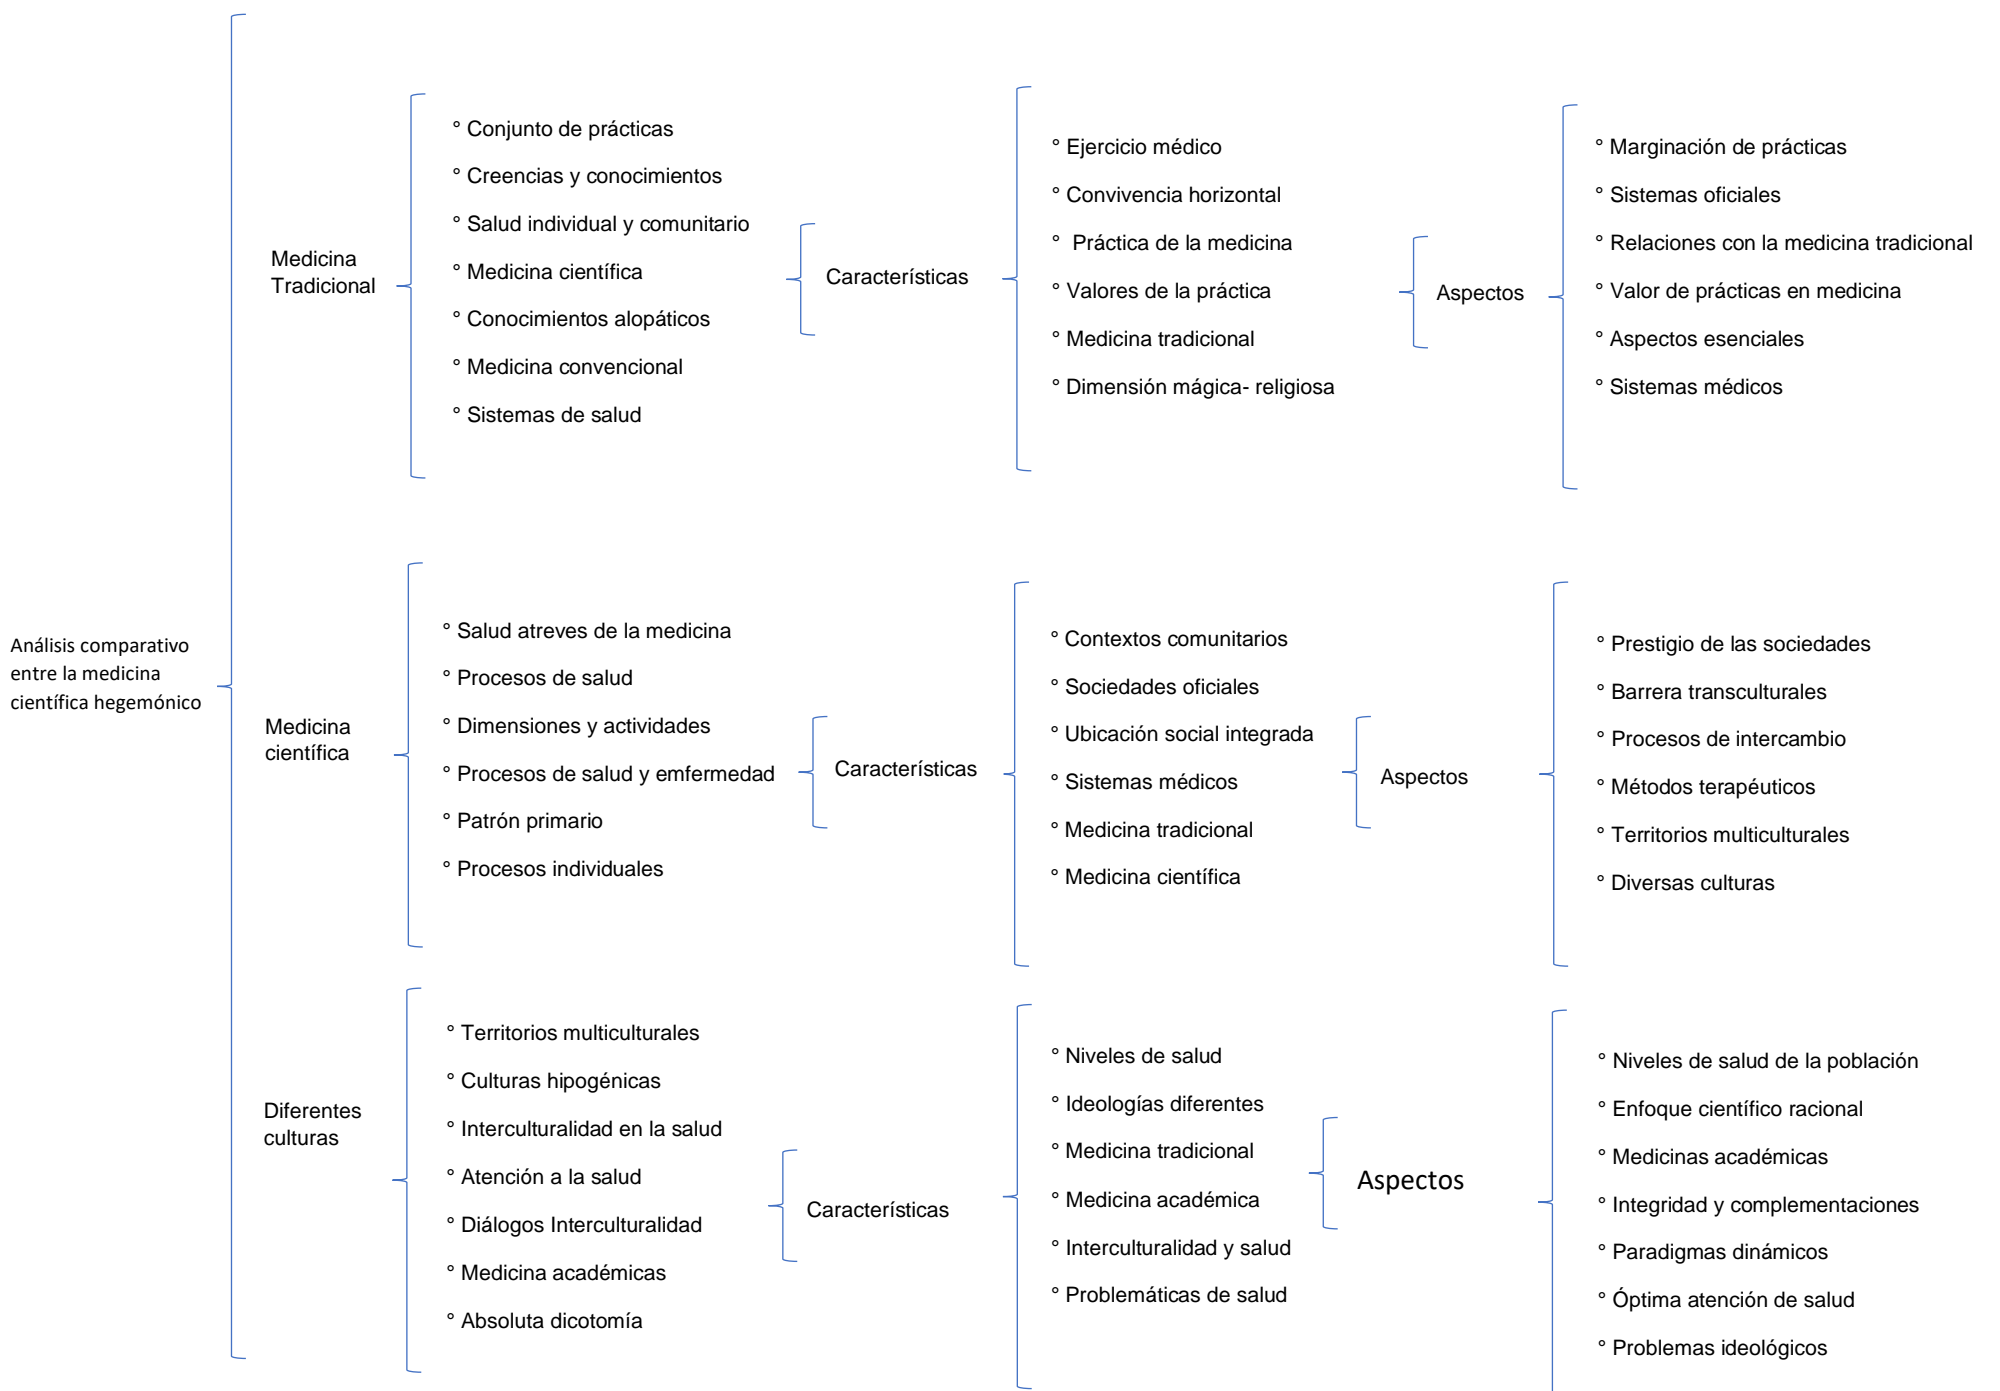 Análisis comparativo
entre la medicina
científica hegemónico
Medicina
Tradicional
° Conjunto de prácticas
° Creencias y conocimientos
° Salud individual y comunitario
° Medicina científica
° Conocimientos alopáticos
° Medicina convencional
° Sistemas de salud
Característícas
° Ejercicio médico
° Convivencia horizontal
° Práctica de la medicina
° Valores de la práctica
° Medicina tradicional
° Dimensión mágica- religiosa
Aspectos
° Marginación de prácticas
° Sistemas oficiales
° Relaciones con la medicina tradicional
° Valor de prácticas en medicina
° Aspectos esenciales
° Sistemas médicos
Medicina
científica
° Salud atreves de la medicina
° Procesos de salud
° Dimensiones y actividades
° Procesos de salud y emfermedad
° Patrón primario
° Procesos individuales
Característícas
° Contextos comunitarios
° Sociedades oficiales
° Ubicación social integrada
° Sistemas médicos
° Medicina tradicional
° Medicina científica
Aspectos
° Prestigio de las sociedades
° Barrera transculturales
° Procesos de intercambio
° Métodos terapéuticos
° Territorios multiculturales
° Diversas culturas
Diferentes
culturas
° Territorios multiculturales
° Culturas hipogénicas
° Interculturalidad en la salud
° Atención a la salud
° Diálogos Interculturalidad
° Medicina académicas
° Absoluta dicotomía
Característícas
° Niveles de salud
° Ideologías diferentes
° Medicina tradicional
° Medicina académica
° Interculturalidad y salud
° Problemáticas de salud
Aspectos
° Niveles de salud de la población
° Enfoque científico racional
° Medicinas académicas
° Integridad y complementaciones
° Paradigmas dinámicos
° Óptima atención de salud
° Problemas ideológicos